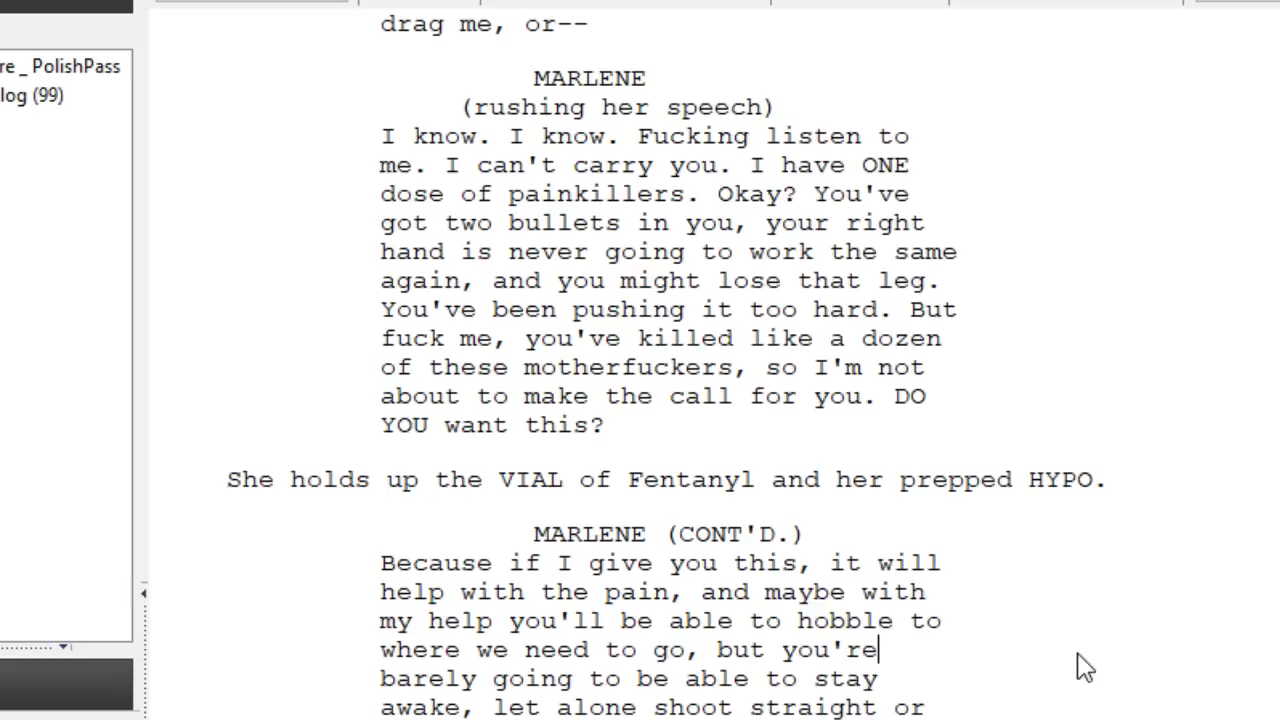 drag me, or--
re _ PolishPass
log (99)
MARLENE
(rushing her speech)
I know. I know. Fucking listen to
me. I can't carry you. I have ONE
dose of painkillers. Okay? You've
got two bullets in you, your right
hand is never going to work the same
again, and you might lose that leg.
You've been pushing it too hard. But
fuck me, you've killed like a dozen
of these motherfuckers, so I'm not
about to make the call for you. DO
YOU want this?
She holds up the VIAL of Fentanyl and her prepped HYPO.
MARLENE (CONT'D.)
Because if I give you this, it will
help with the pain, and maybe with
my help you'll be able to hobble to
where we need to go, but you're
barely going to be able to stay
awake, let alone shoot straight or